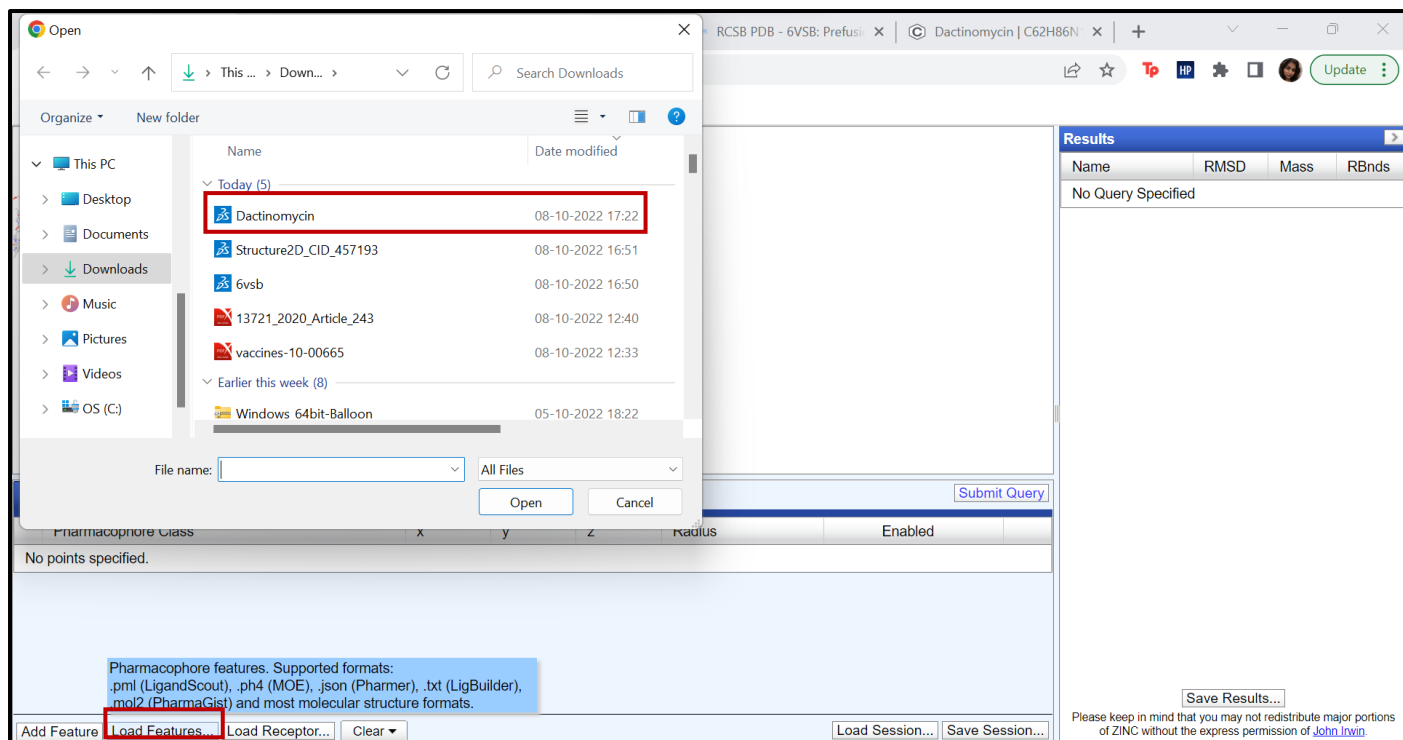 Open
RCSB PDB - 6VSB: Prefusi
Dactinomycin | C62H86N
This ... > Down... >
Search Downloads
Update
Organize
New folder
Name
Date modified
This PC
Desktop
Documents
Downloads
Music
Pictures
Videos
OS (C:)
Today (5)
Dactinomycin 08-10-2022 17:22
Structure2D_CID_457193 08-10-2022 16:51
6vsb 08-10-2022 16:50
13721_2020_Article_243 08-10-2022 12:40
vaccines-10-00665 08-10-2022 12:33
Earlier this week (8)
Windows_64bit-Balloon 05-10-2022 18:22
File name:
All Files
Open
Cancel
Tp
HP
Results
Name RMSD Mass RBnds
No Query Specified
Submit Query
Pharmacophore Class x y z Radius Enabled
No points specified.
Pharmacophore features. Supported formats:
.pml (LigandScout), .ph4 (MOE), .json (Pharmer), .txt (LigBuilder),
.mol2 (PharmaGist) and most molecular structure formats.
Add Feature Load Features... Load Receptor... Clear
Load Session... Save Session...
Save Results...
Please keep in mind that you may not redistribute major portions
of ZINC without the express permission of John Irwin.